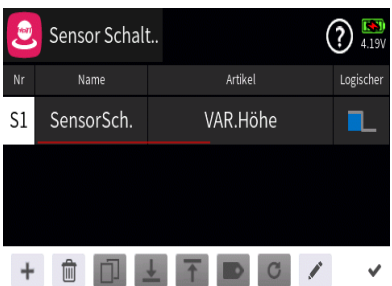 Sensor Schalt..
?
4.19V
Nr Name Artikel Logischer
S1 SensorSch. VAR.Höhe